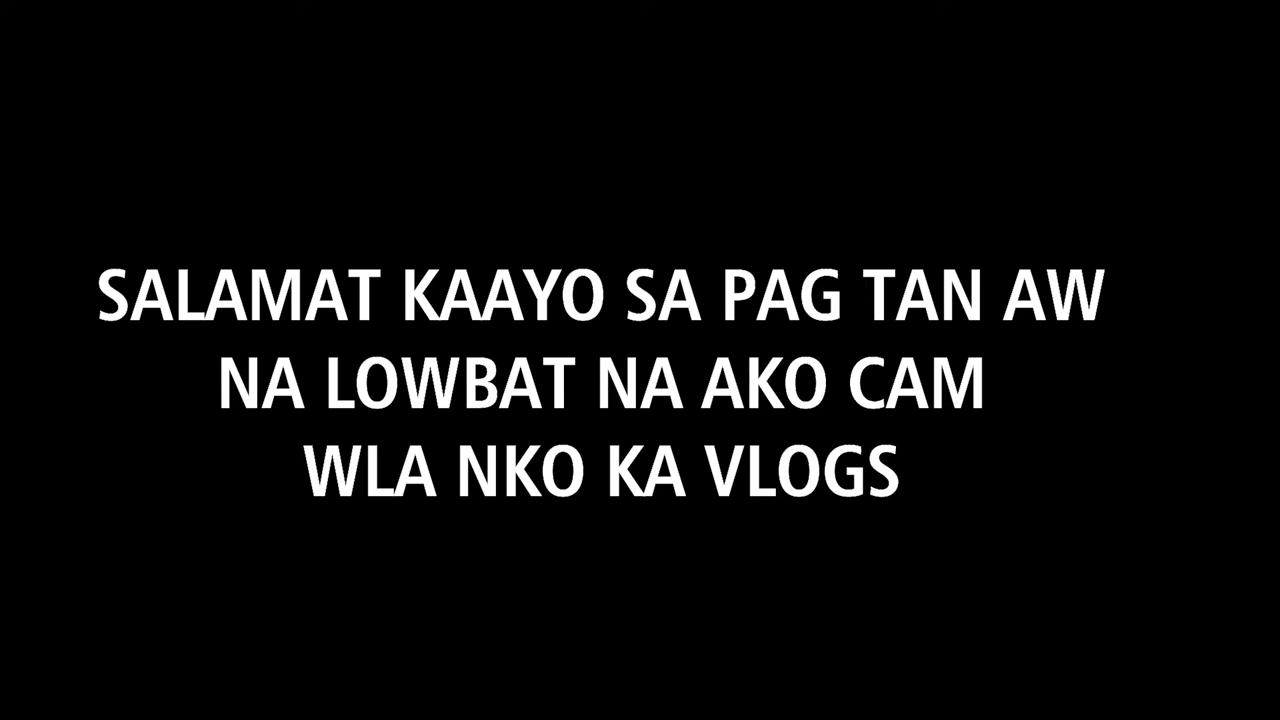 SALAMAT KAAYO SA PAG TAN AW
NA LOWBAT NA AKO CAM
WLA NKO KA VLOGS